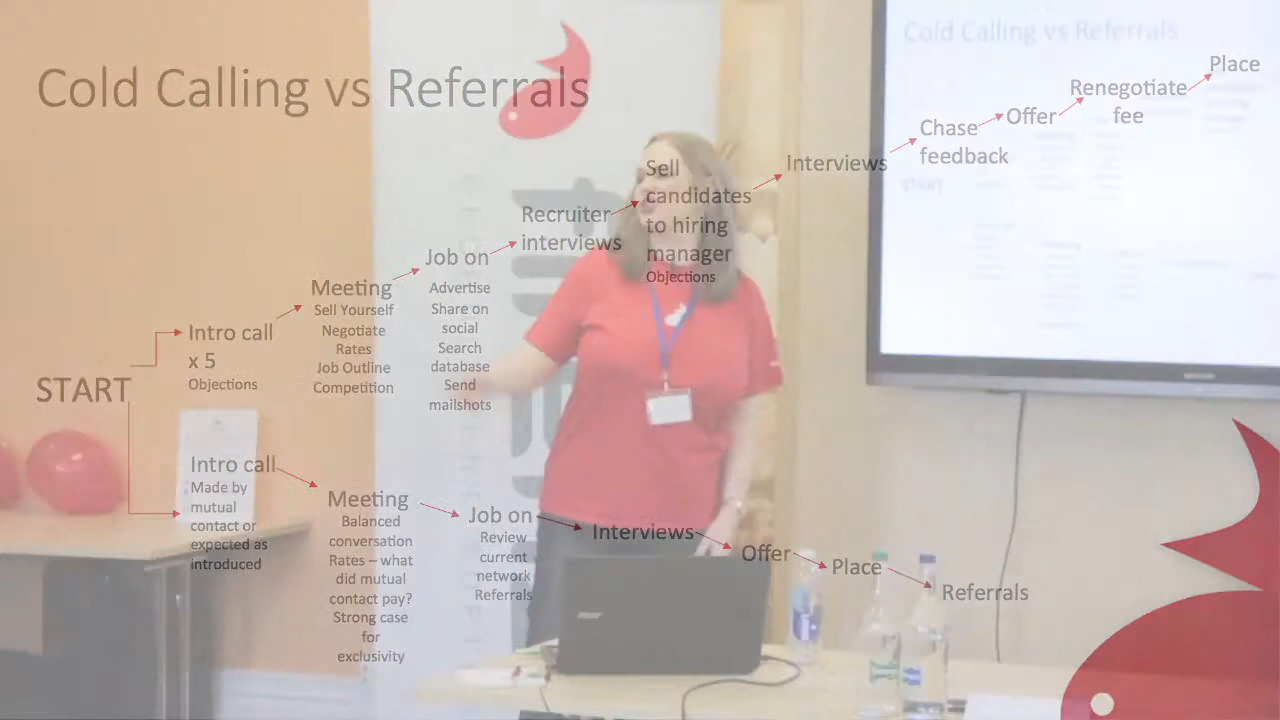 Cold Calling vs Referrals
START
Intro call
x 5
Objections
Meeting
Sell Yourself
Negotiate
Rates
Job Outline
Competition
Job on
Advertise
Share on
social
Search
database
Send
mailshots
Recruiter
interviews
Sell
candidates
to hiring
manager
Objections
Interviews
Chase
feedback
Offer
Renegotiate
fee
Place
Intro call
Made by
mutual
contact or
expected as
introduced
Meeting
Balanced
conversation
Rates – what
did mutual
contact pay?
Strong case
for
exclusivity
Job on
Review
current
network
Referrals
Interviews
Offer
Place
Referrals
Cold Calling vs Referrals
START